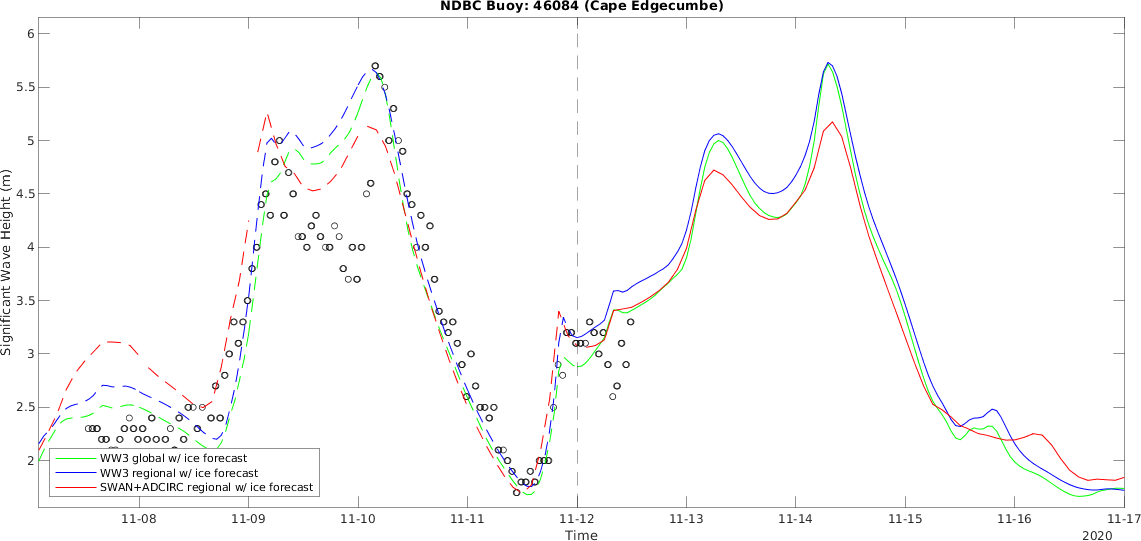 NDBC Buoy: 46084 (Cape Edgecumbe)
6
5.5
5
4.5
4
3.5
3
2.5
2
Significant Wave Height (m)
WW3 global w/ ice forecast
WW3 regional w/ ice forecast
SWAN+ADCIRC regional w/ ice forecast
11-08 11-09 11-10 11-11 11-12 11-13 11-14 11-15 11-16 11-17
Time
2020